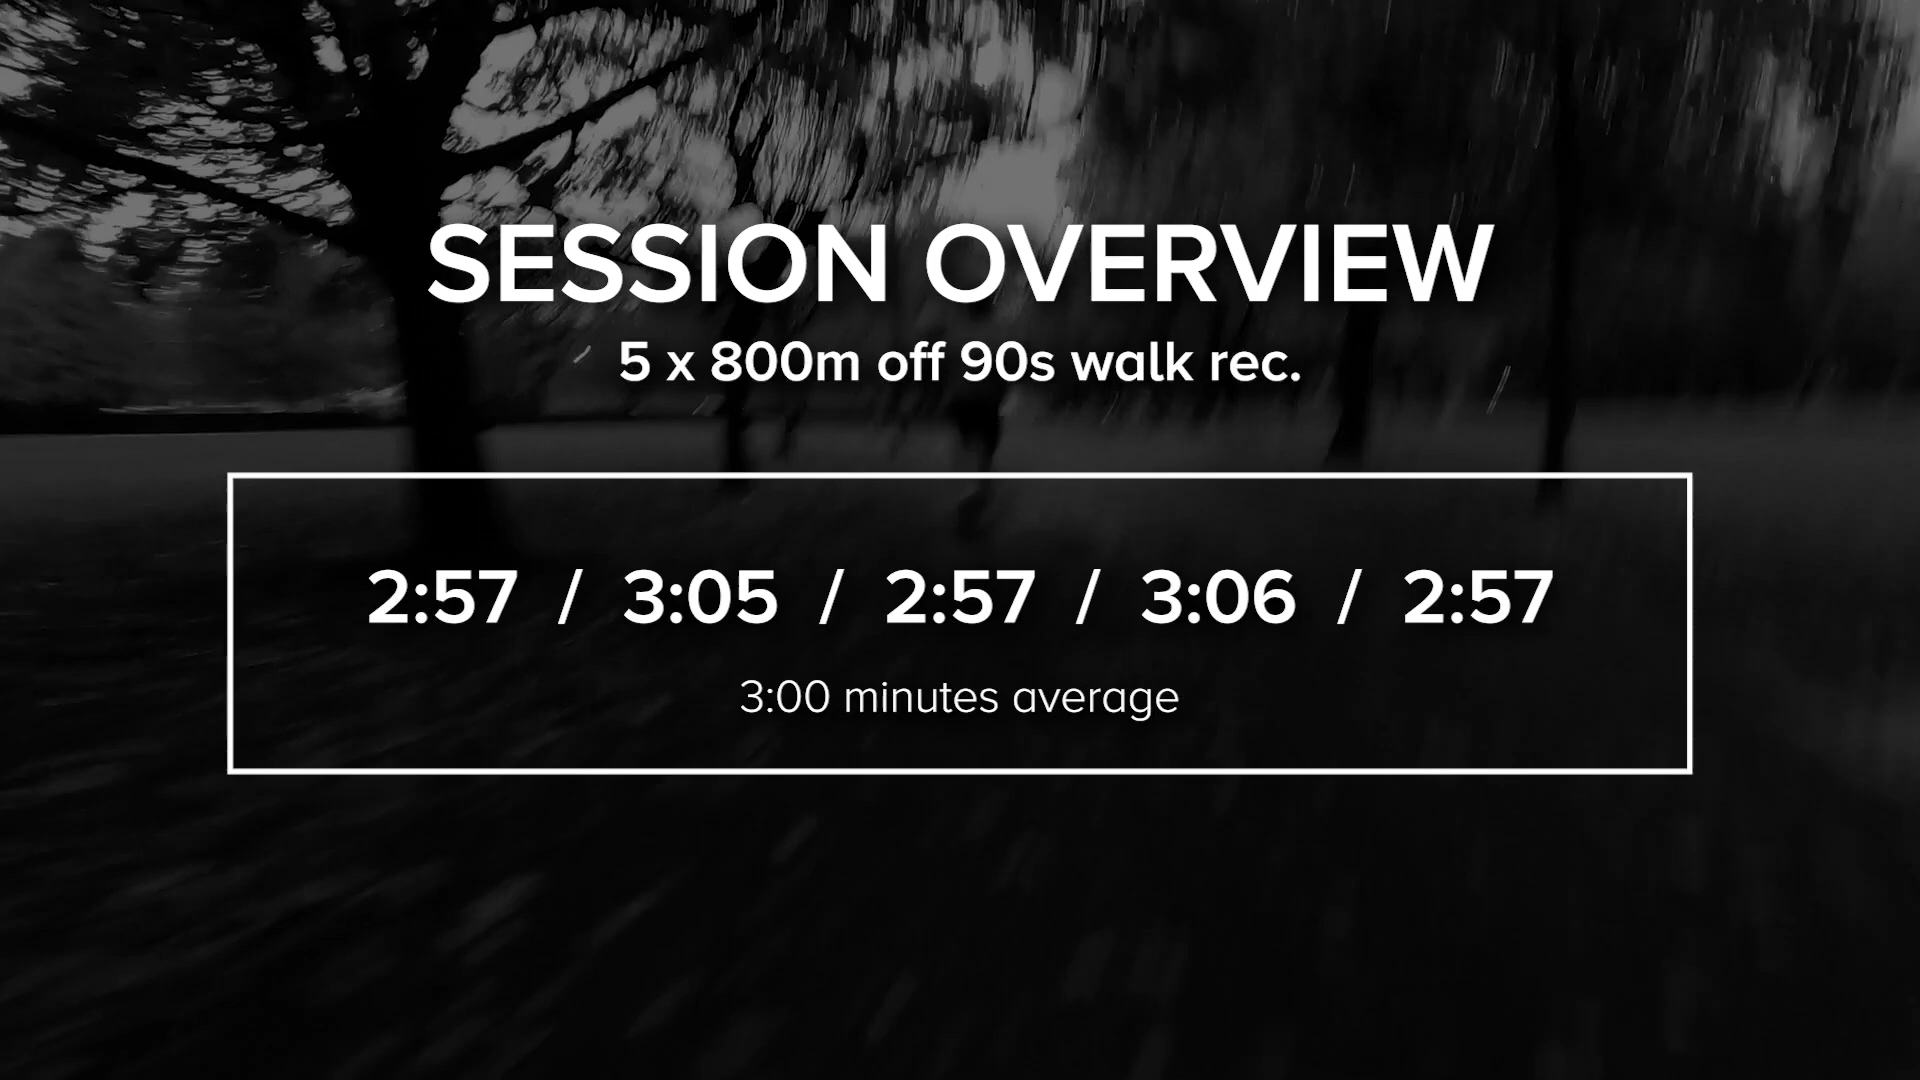 SESSION OVERVIEW
5 x 800m off 90s walk rec.
2:57 / 3:05 / 2:57 / 3:06 / 2:57
3:00 minutes average